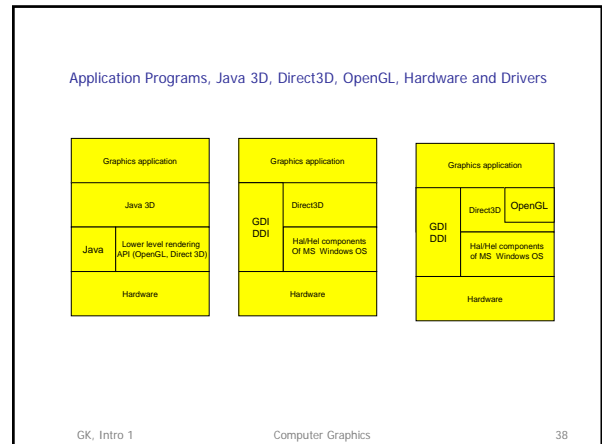 Application Programs, Java 3D, Direct3D, OpenGL, Hardware and Drivers
Graphics application
Java 3D
Java
Lower level rendering
API (OpenGL, Direct 3D)
Hardware
Graphics application
GDI
DDI
Direct3D
Hal/Hel components
Of MS Windows OS
Hardware
Graphics application
GDI
DDI
Direct3D
OpenGL
Hal/Hel components
Of MS Windows OS
Hardware
GK, Intro 1
Computer Graphics
38